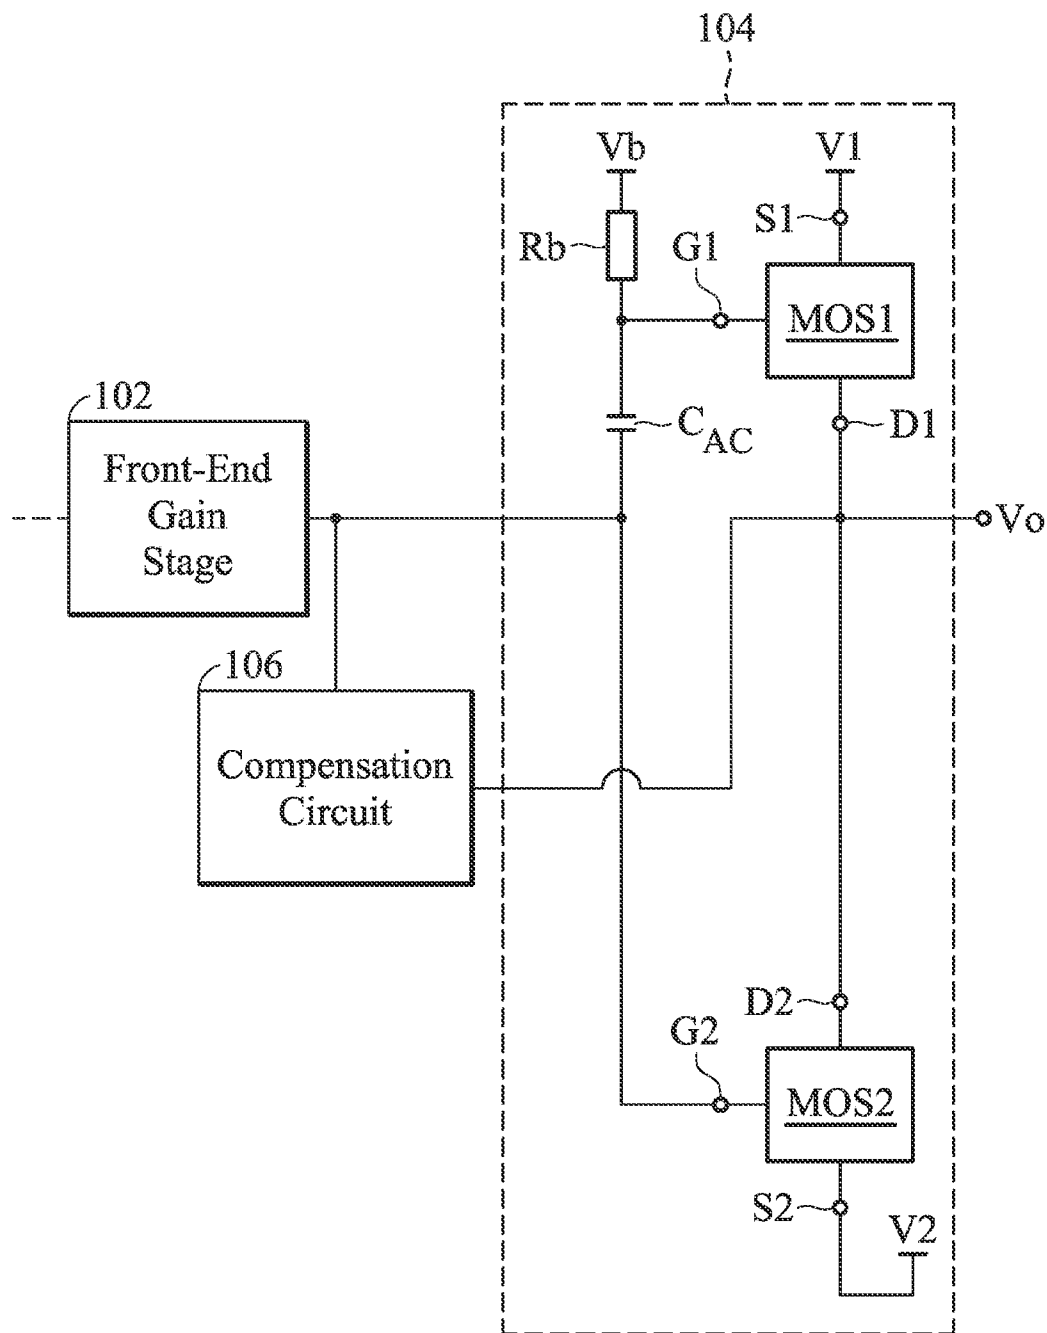 104
Vb
V1
S1
Rb
G1
MOS1
102
CAC
D1
Front-End
Gain
Stage
Vo
106
Compensation
Circuit
D2
G2
MOS2
S2
V2